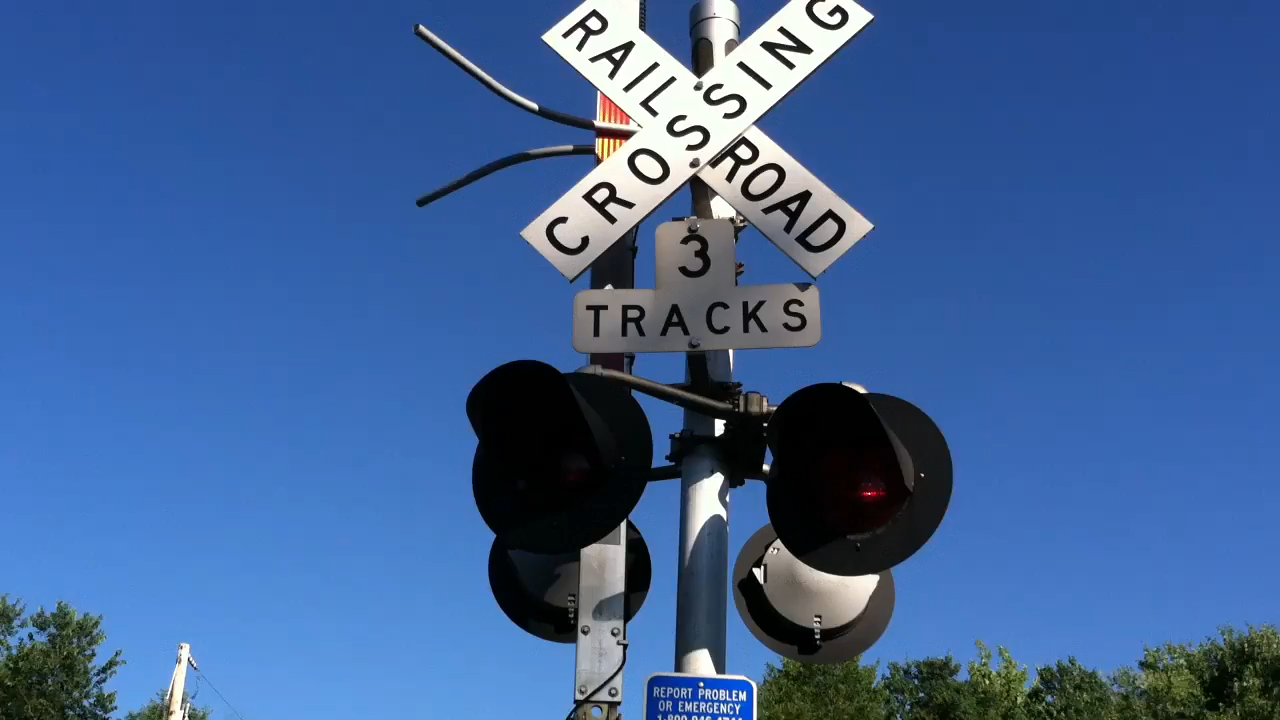 RAILROAD
CROSSING
3
TRACKS
REPORT PROBLEM
OR EMERGENCY